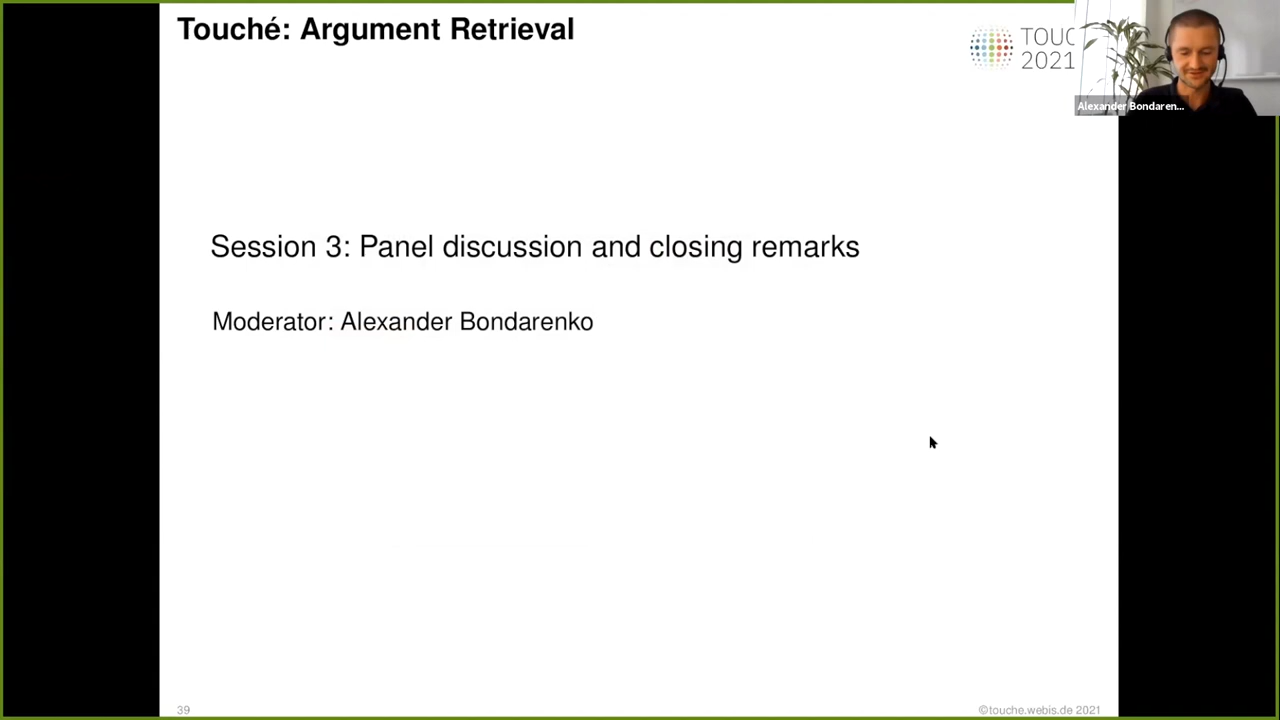 Touché: Argument Retrieval
TOUC
2021
Alexander Bondaren...
Session 3: Panel discussion and closing remarks
Moderator: Alexander Bondarenko
39
©touche.webis.de 2021